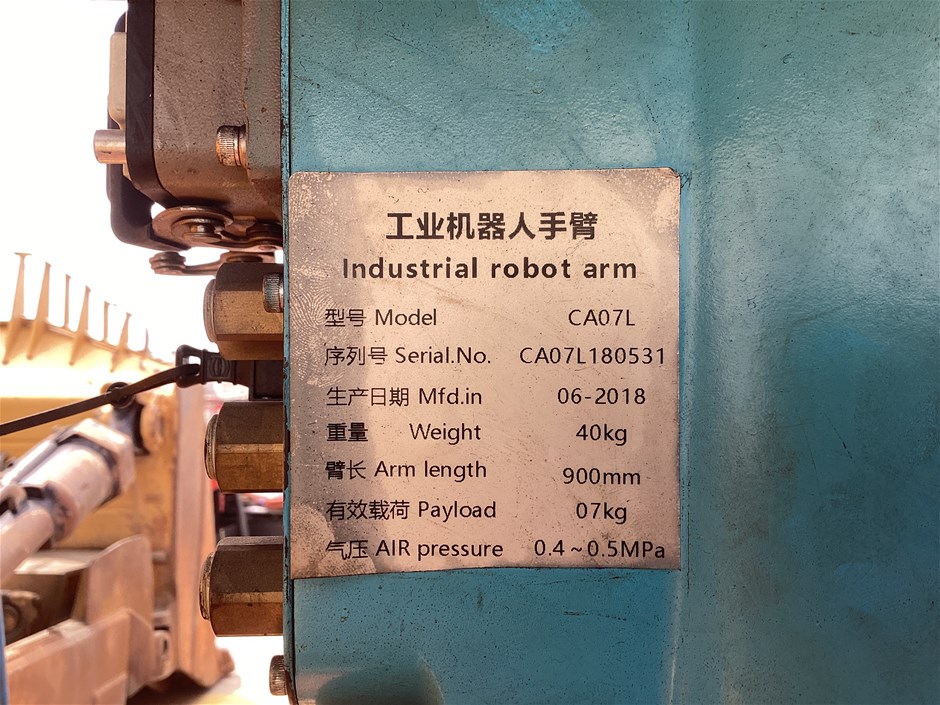 工业机器人手臂
Industrial robot arm
型号 Model CA07L
序列号 Serial.No. CA07L180531
生产日期 Mfd.in 06-2018
重量 Weight 40kg
臂长 Arm length 900mm
有效载荷 Payload 07kg
气压 AIR pressure 0.4~0.5MPa